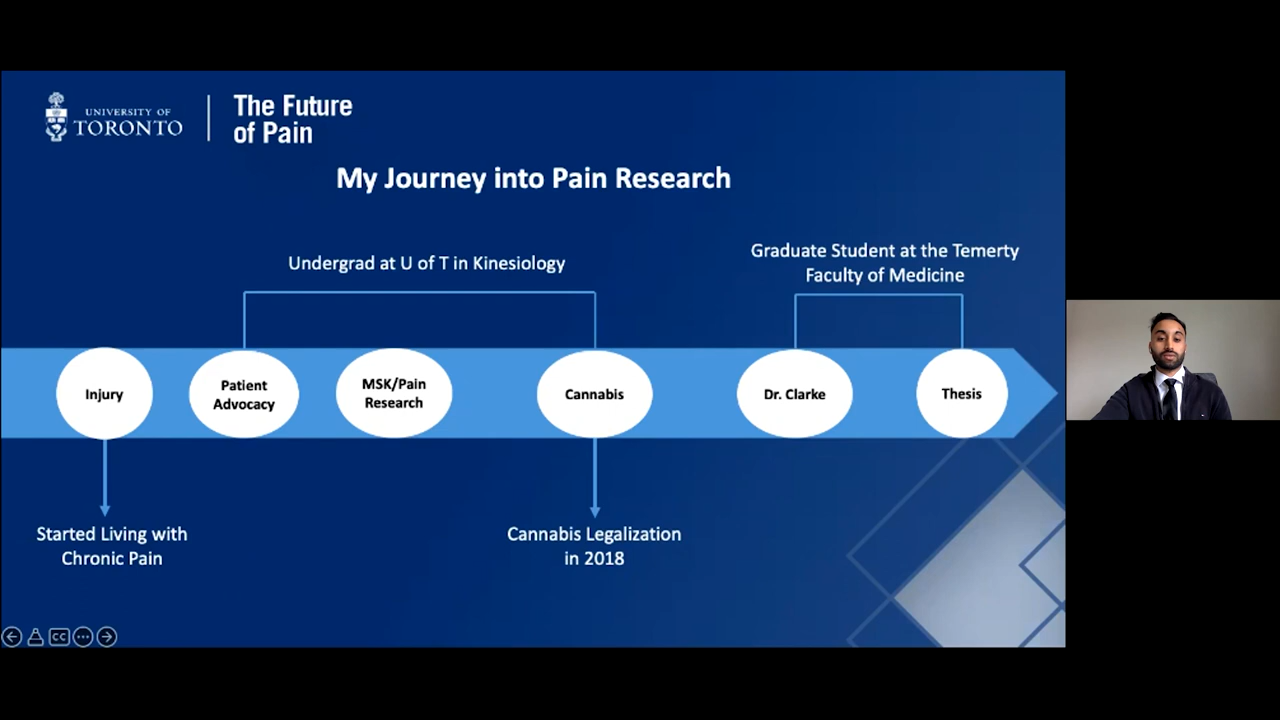 UNIVERSITY OF
TORONTO
The Future
of Pain
My Journey into Pain Research
Undergrad at U of T in Kinesiology
Graduate Student at the Temerty
Faculty of Medicine
Injury
Patient
Advocacy
MSK/Pain
Research
Cannabis
Dr. Clarke
Thesis
Started Living with
Chronic Pain
Cannabis Legalization
in 2018
CC